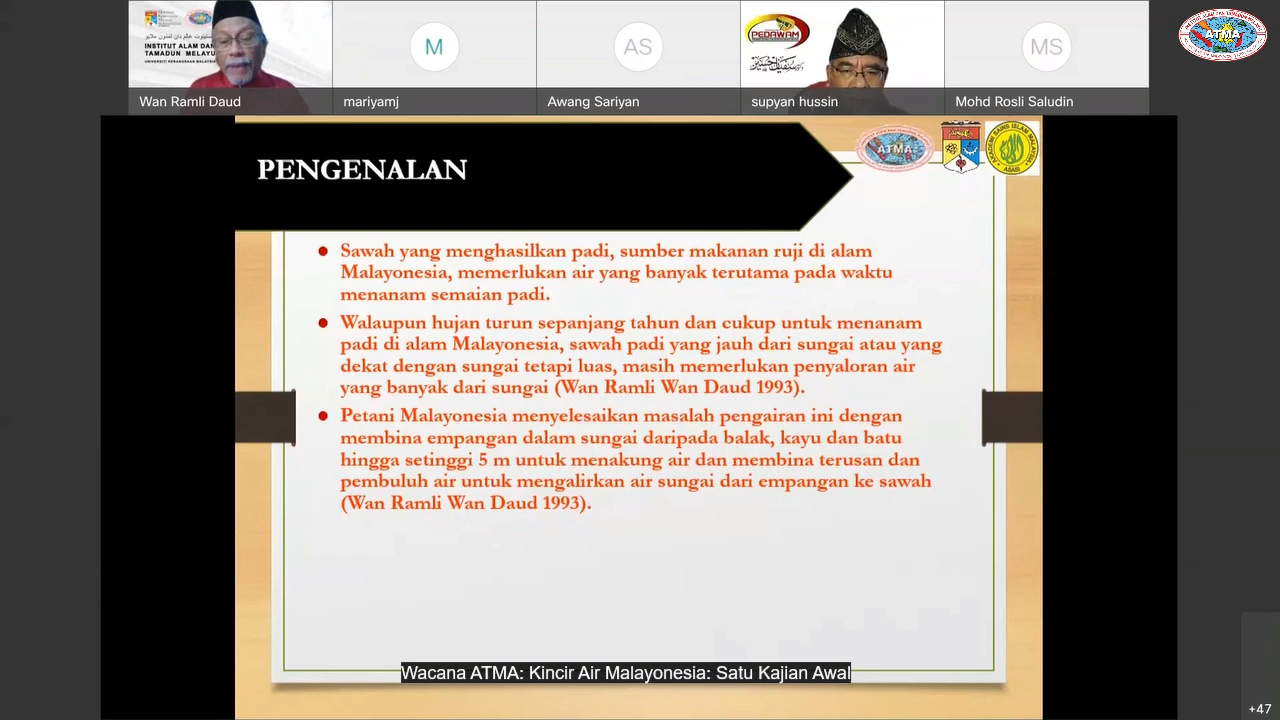 INSTITUT ALAM DAN
TAMADUN MELAYU
UNIVERSITI KEBANGSAAN MALAYSIA
PEDAWAM
M
AS
MS
ATMA
Wan Ramli Daud
mariyamj
Awang Sariyan
supyan hussin
Mohd Rosli Saludin
PENGENALAN
ATMA
ASASI
Sawah yang menghasilkan padi, sumber makanan ruji di alam
Malayonesia, memerlukan air yang banyak terutama pada waktu
menanam semaian padi.
Walaupun hujan turun sepanjang tahun dan cukup untuk menanam
padi di alam Malayonesia, sawah padi yang jauh dari sungai atau yang
dekat dengan sungai tetapi luas, masih memerlukan penyaloran air
yang banyak dari sungai (Wan Ramli Wan Daud 1993).
Petani Malayonesia menyelesaikan masalah pengairan ini dengan
membina empangan dalam sungai daripada balak, kayu dan batu
hingga setinggi 5 m untuk menakung air dan membina terusan dan
pembuluh air untuk mengalirkan air sungai dari empangan ke sawah
(Wan Ramli Wan Daud 1993).
Wacana ATMA: Kincir Air Malayonesia: Satu Kajian Awal
+47